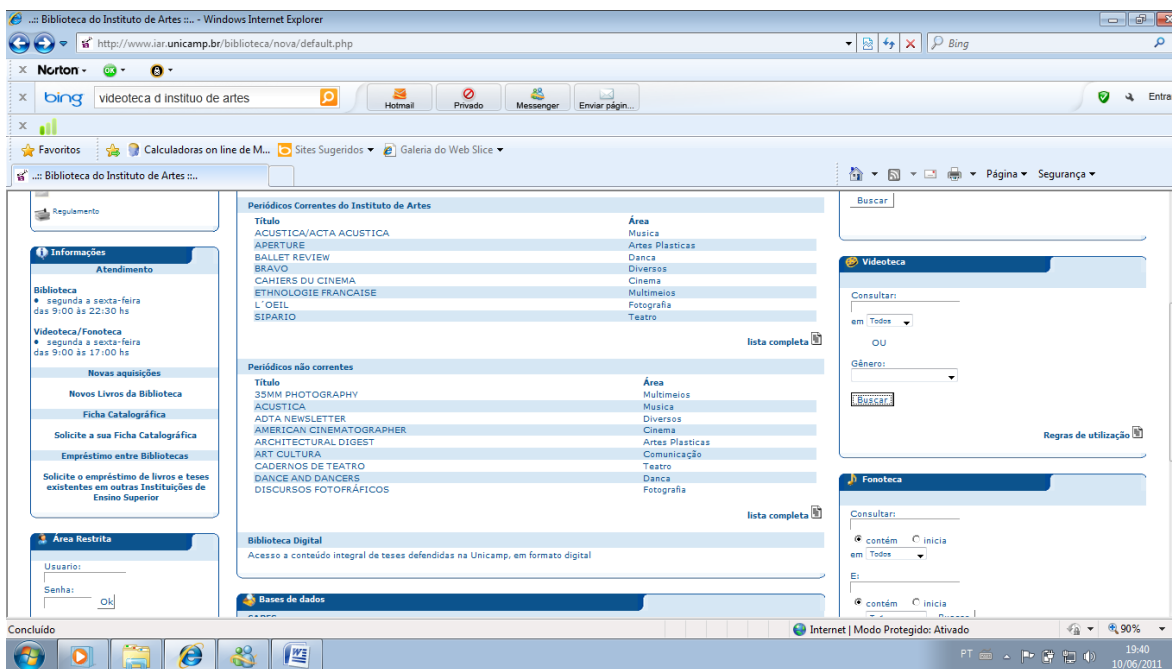 ..:: Biblioteca do Instituto de Artes ::.. - Windows Internet Explorer
http://www.iar.unicamp.br/biblioteca/nova/default.php
Bing
Norton
OK
bing
videoteca d instituo de artes
Hotmail
Privado
Messenger
Enviar págin...
Entra
Favoritos
Calculadoras on line de M...
Sites Sugeridos
Galeria do Web Slice
..:: Biblioteca do Instituto de Artes ::..
Página
Segurança
Regulamento
Informações
Atendimento
Biblioteca
• segunda a sexta-feira
das 9:00 às 22:30 hs
Videoteca/Fonoteca
• segunda a sexta-feira
das 9:00 às 17:00 hs
Novas aquisições
Novos Livros da Biblioteca
Ficha Catalográfica
Solicite a sua Ficha Catalográfica
Empréstimo entre Bibliotecas
Solicite o empréstimo de livros e teses
existentes em outras Instituições de
Ensino Superior
Área Restrita
Usuario:
Senha:
Ok
Periódicos Correntes do Instituto de Artes
Título Área
ACUSTICA/ACTA ACUSTICA Musica
APERTURE Artes Plasticas
BALLET REVIEW Danca
BRAVO Diversos
CAHIERS DU CINEMA Cinema
ETHNOLOGIE FRANCAISE Multimeios
L´OEIL Fotografia
SIPARIO Teatro
lista completa
Periódicos não correntes
Título Área
35MM PHOTOGRAPHY Multimeios
ACUSTICA Musica
ADTA NEWSLETTER Diversos
AMERICAN CINEMATOGRAPHER Cinema
ARCHITECTURAL DIGEST Artes Plasticas
ART CULTURA Comunicação
CADERNOS DE TEATRO Teatro
DANCE AND DANCERS Danca
DISCURSOS FOTOFRÁFICOS Fotografia
lista completa
Biblioteca Digital
Acesso a conteúdo integral de teses defendidas na Unicamp, em formato digital
Bases de dados
Buscar
Videoteca
Consultar:
em Todos
OU
Gênero:
Buscar
Regras de utilização
Fonoteca
Consultar:
contém inicia
em Todos
E:
contém inicia
Concluído
Internet | Modo Protegido: Ativado
90%
PT
19:40
10/06/2011